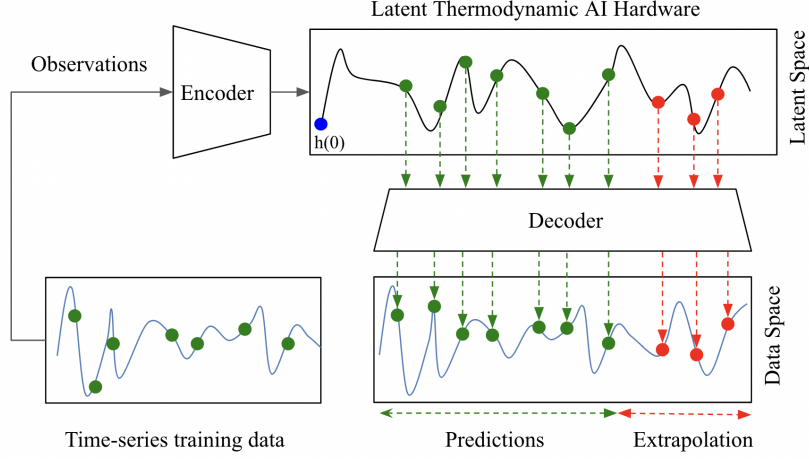 Latent Thermodynamic AI Hardware
Observations
Encoder
h(0)
Latent Space
Decoder
Data Space
Time-series training data
Predictions
Extrapolation